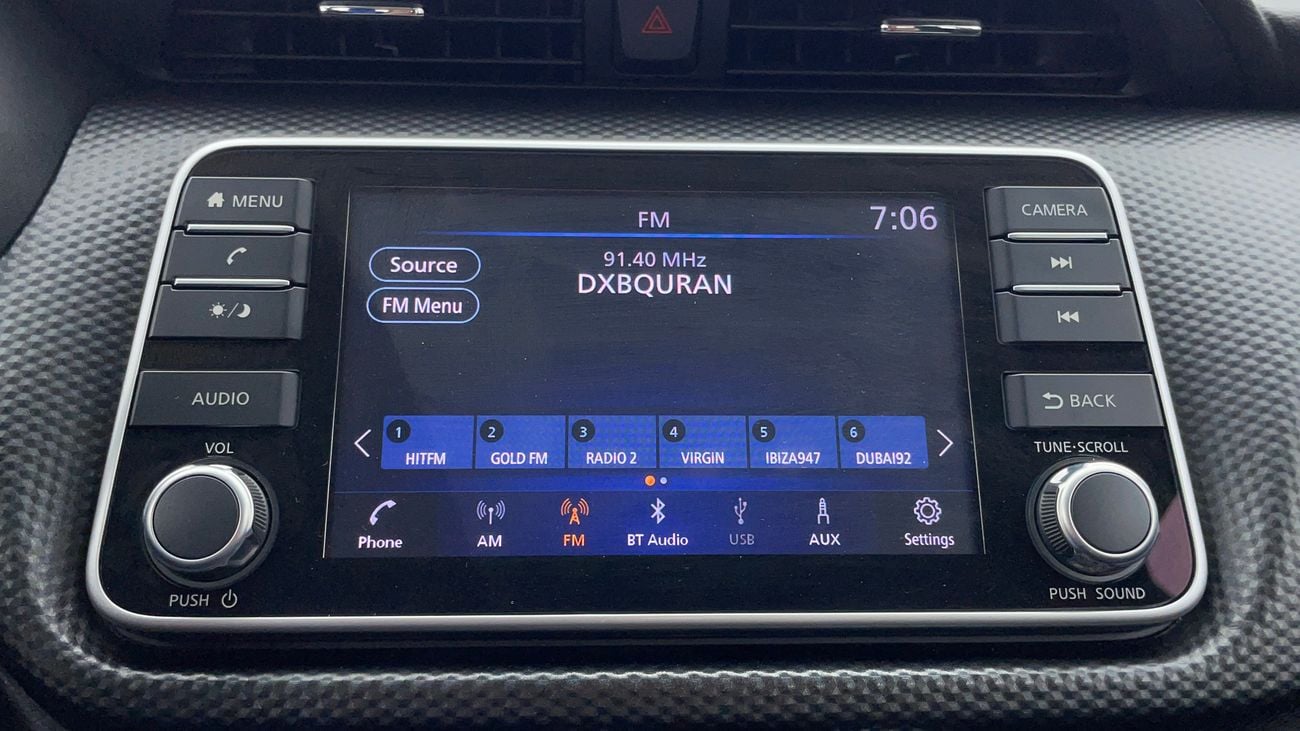 MENU
AUDIO
VOL
PUSH
FM
7:06
Source
FM Menu
91.40 MHz
DXBQURAN
1 HITFM
2 GOLD FM
3 RADIO 2
4 VIRGIN
5 IBIZA947
6 DUBAI92
Phone
AM
FM
BT Audio
USB
AUX
Settings
CAMERA
BACK
TUNE·SCROLL
PUSH SOUND